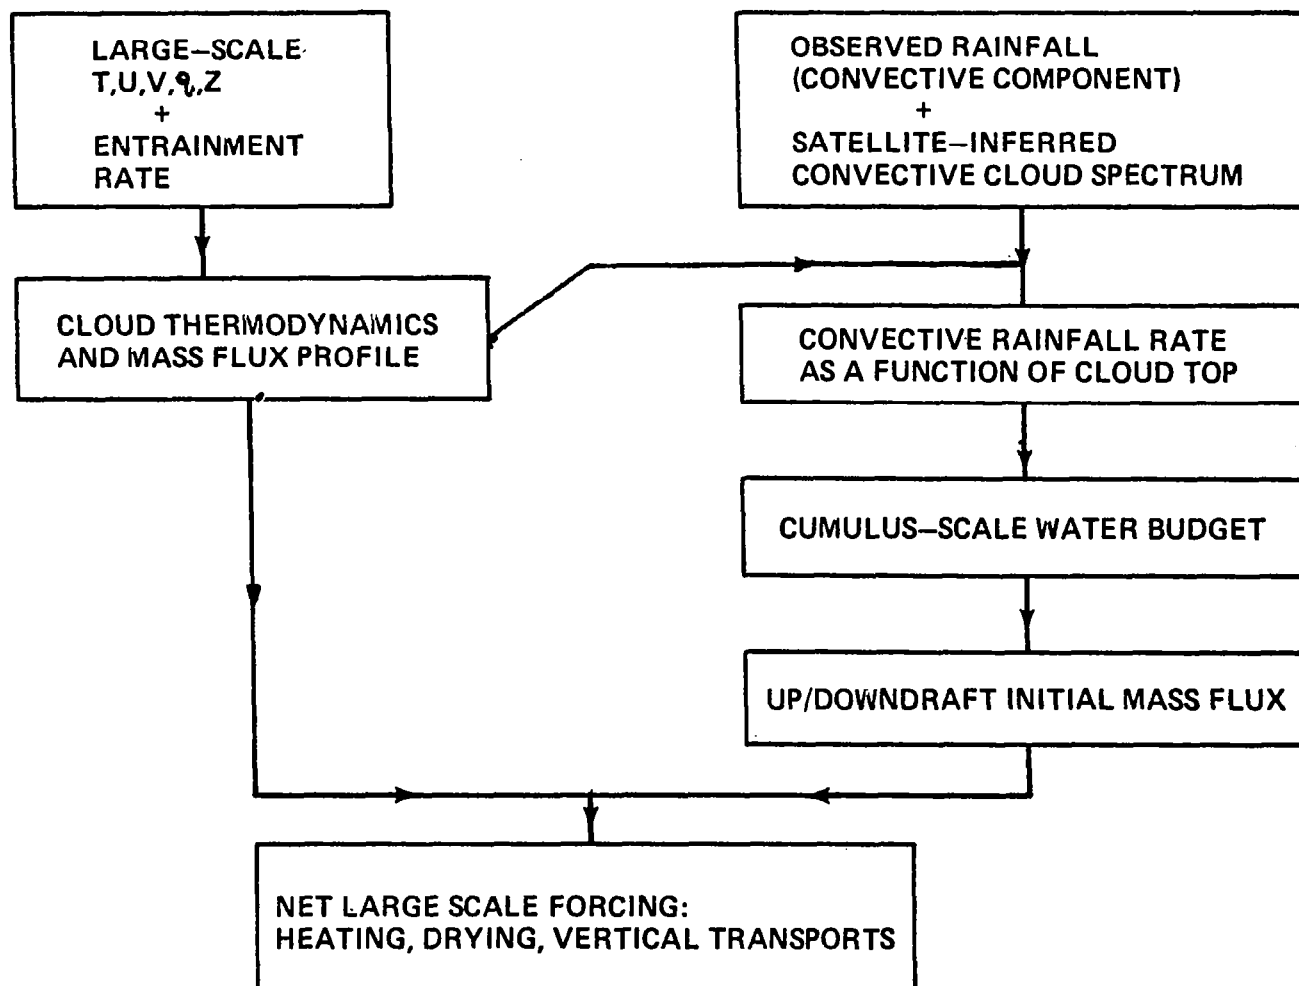 LARGE–SCALE
T,U,V,q,Z
+
ENTRAINMENT
RATE
OBSERVED RAINFALL
(CONVECTIVE COMPONENT)
+
SATELLITE–INFERRED
CONVECTIVE CLOUD SPECTRUM
CLOUD THERMODYNAMICS
AND MASS FLUX PROFILE
CONVECTIVE RAINFALL RATE
AS A FUNCTION OF CLOUD TOP
CUMULUS–SCALE WATER BUDGET
UP/DOWNDRAFT INITIAL MASS FLUX
NET LARGE SCALE FORCING:
HEATING, DRYING, VERTICAL TRANSPORTS